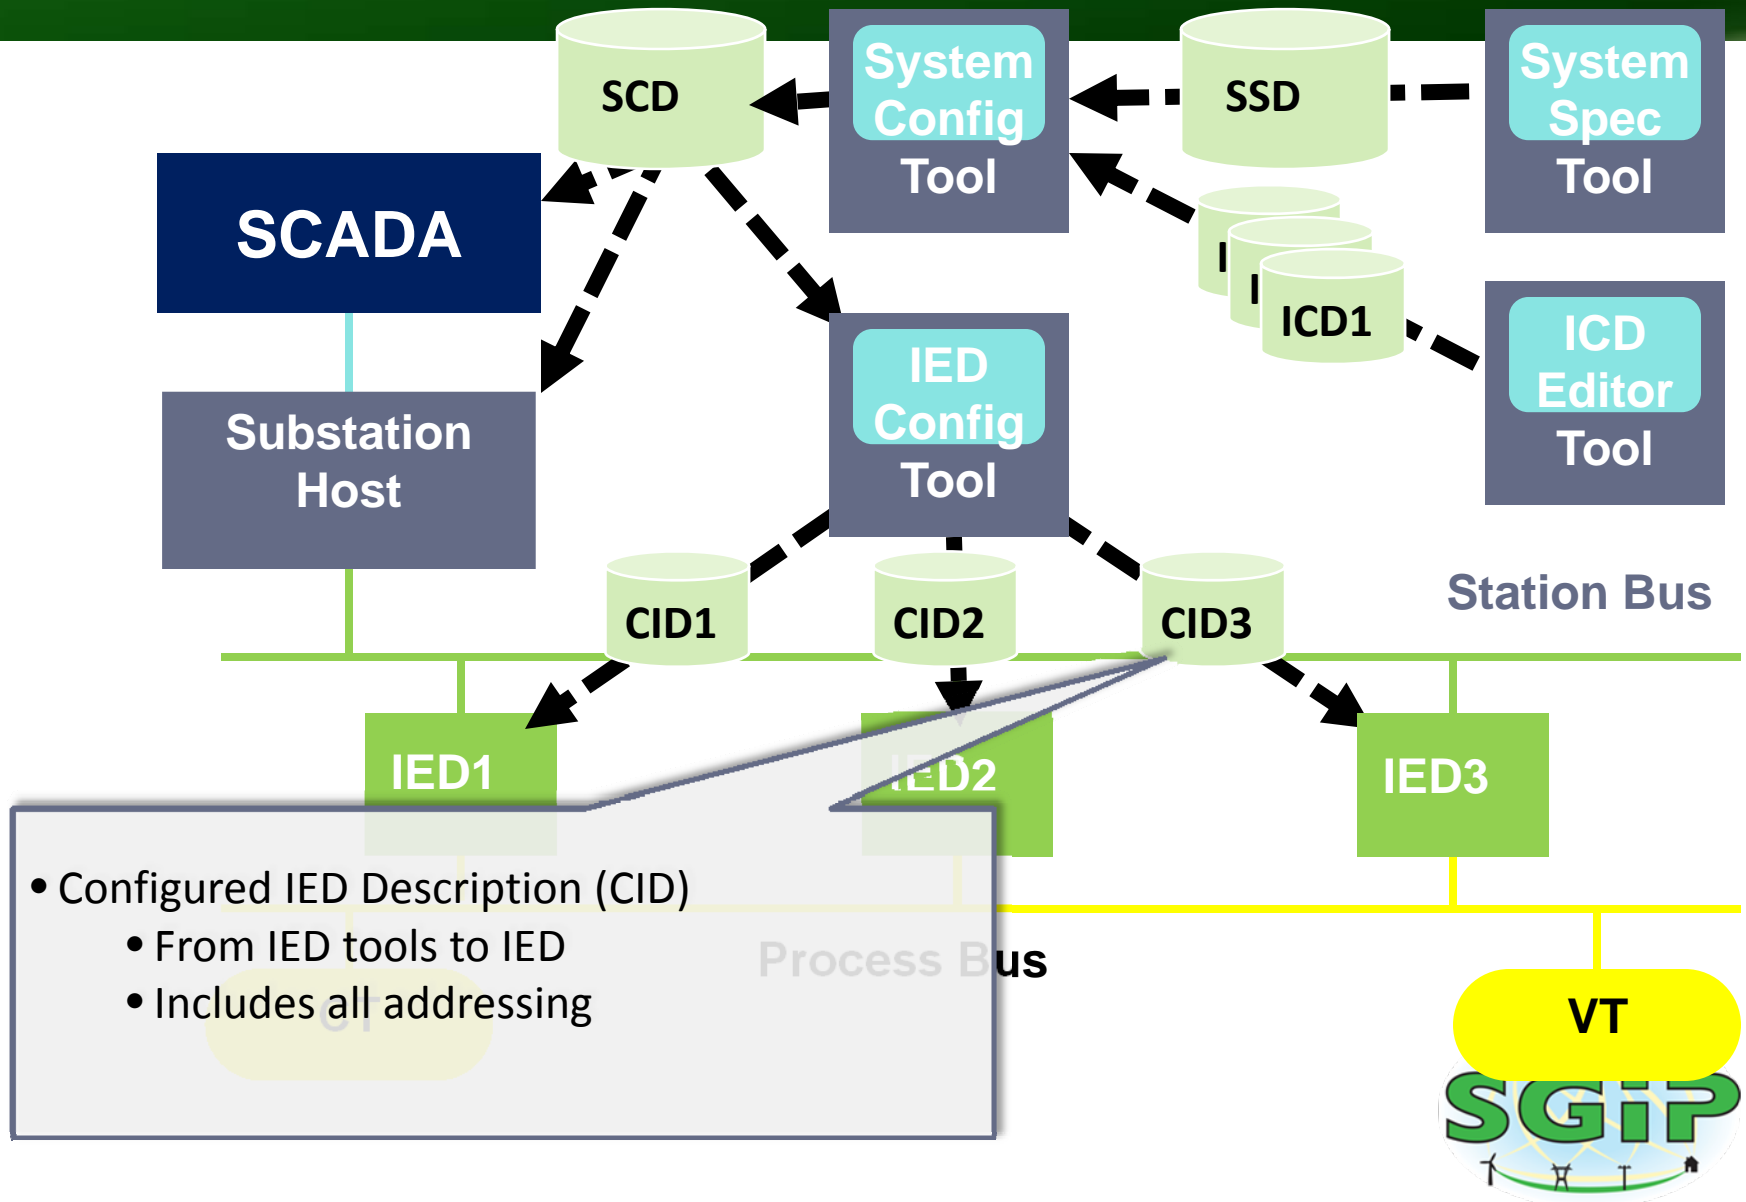 SCD
System
Config
Tool
SSD
System
Spec
Tool
SCADA
I
I
ICD1
ICD
Editor
Tool
IED
Config
Tool
Substation
Host
Station Bus
CID1
CID2
CID3
IED1
IED2
IED3
• Configured IED Description (CID)
• From IED tools to IED
• Includes all addressing
Process Bus
CT
VT
SGiP